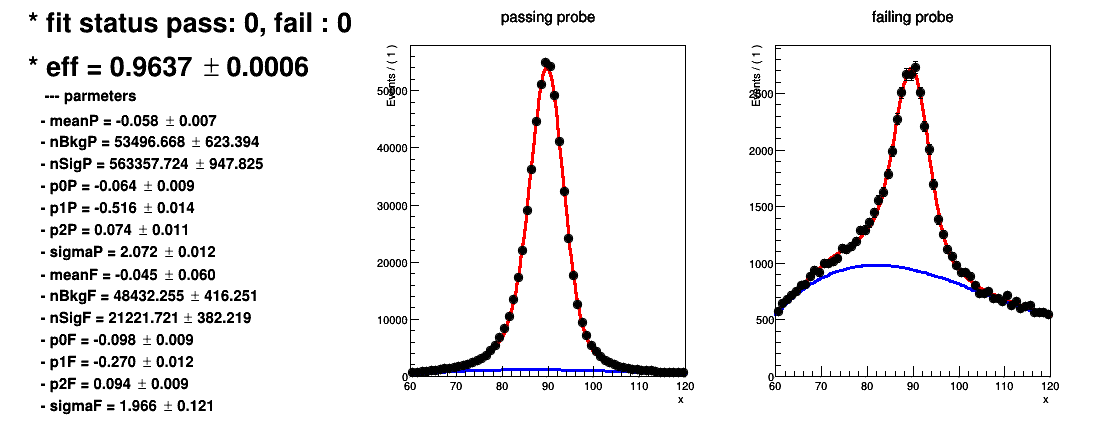 * fit status pass: 0, fail : 0
* eff = 0.9637 ± 0.0006
--- parmeters
- meanP = -0.058 ± 0.007
- nBkgP = 53496.668 ± 623.394
- nSigP = 563357.724 ± 947.825
- p0P = -0.064 ± 0.009
- p1P = -0.516 ± 0.014
- p2P = 0.074 ± 0.011
- sigmaP = 2.072 ± 0.012
- meanF = -0.045 ± 0.060
- nBkgF = 48432.255 ± 416.251
- nSigF = 21221.721 ± 382.219
- p0F = -0.098 ± 0.009
- p1F = -0.270 ± 0.012
- p2F = 0.094 ± 0.009
- sigmaF = 1.966 ± 0.121
passing probe
Events / ( 1 )
50000
40000
30000
20000
10000
0
60 70 80 90 100 110 120
x
failing probe
Events / ( 1 )
2500
2000
1500
1000
500
0
60 70 80 90 100 110 120
x